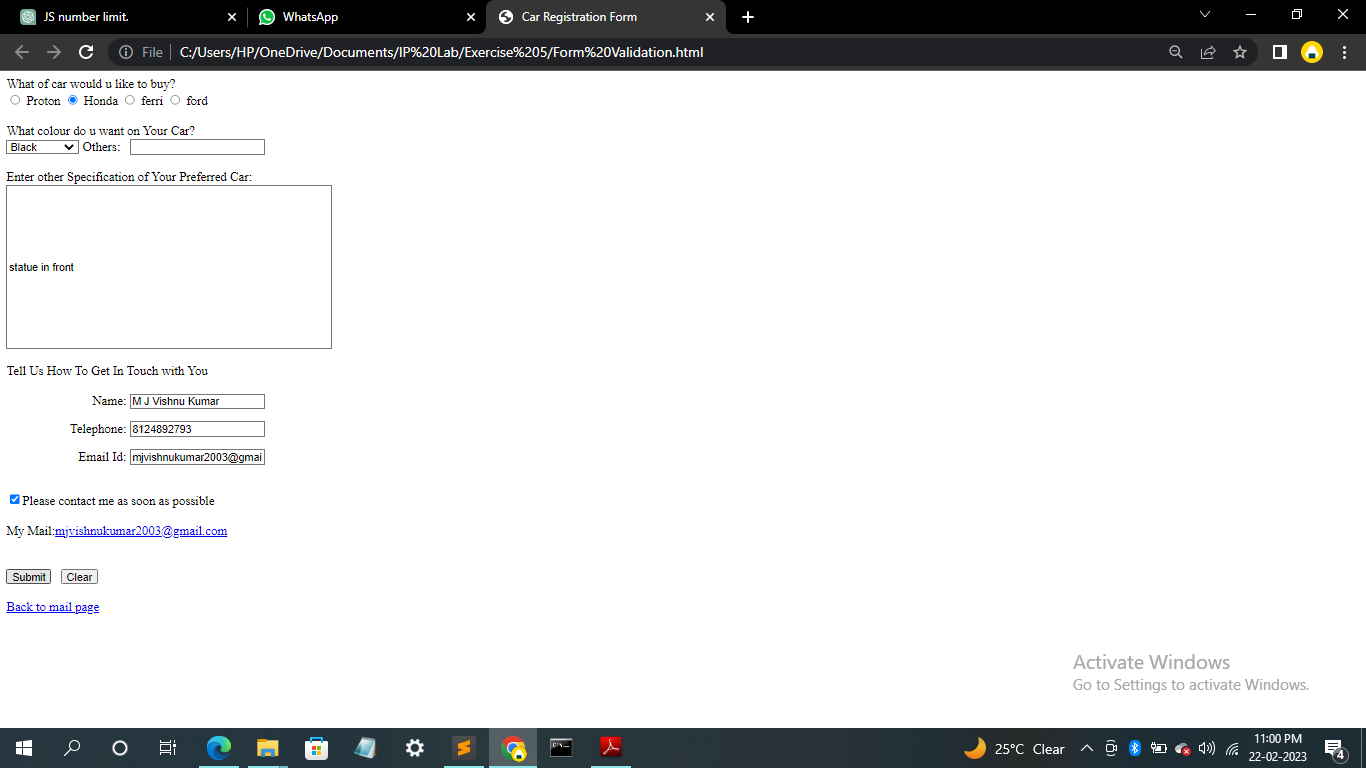 JS number limit.
WhatsApp
Car Registration Form
File
C:/Users/HP/OneDrive/Documents/IP%20Lab/Exercise%205/Form%20Validation.html
What of car would u like to buy?
Proton Honda ferri ford
What colour do u want on Your Car?
Black Others:
Enter other Specification of Your Preferred Car:
statue in front
Tell Us How To Get In Touch with You
Name: M J Vishnu Kumar
Telephone: 8124892793
Email Id: mjvishnukumar2003@gmai
Please contact me as soon as possible
My Mail:mjvishnukumar2003@gmail.com
Submit Clear
Back to mail page
Activate Windows
Go to Settings to activate Windows.
25°C Clear
11:00 PM
22-02-2023
4